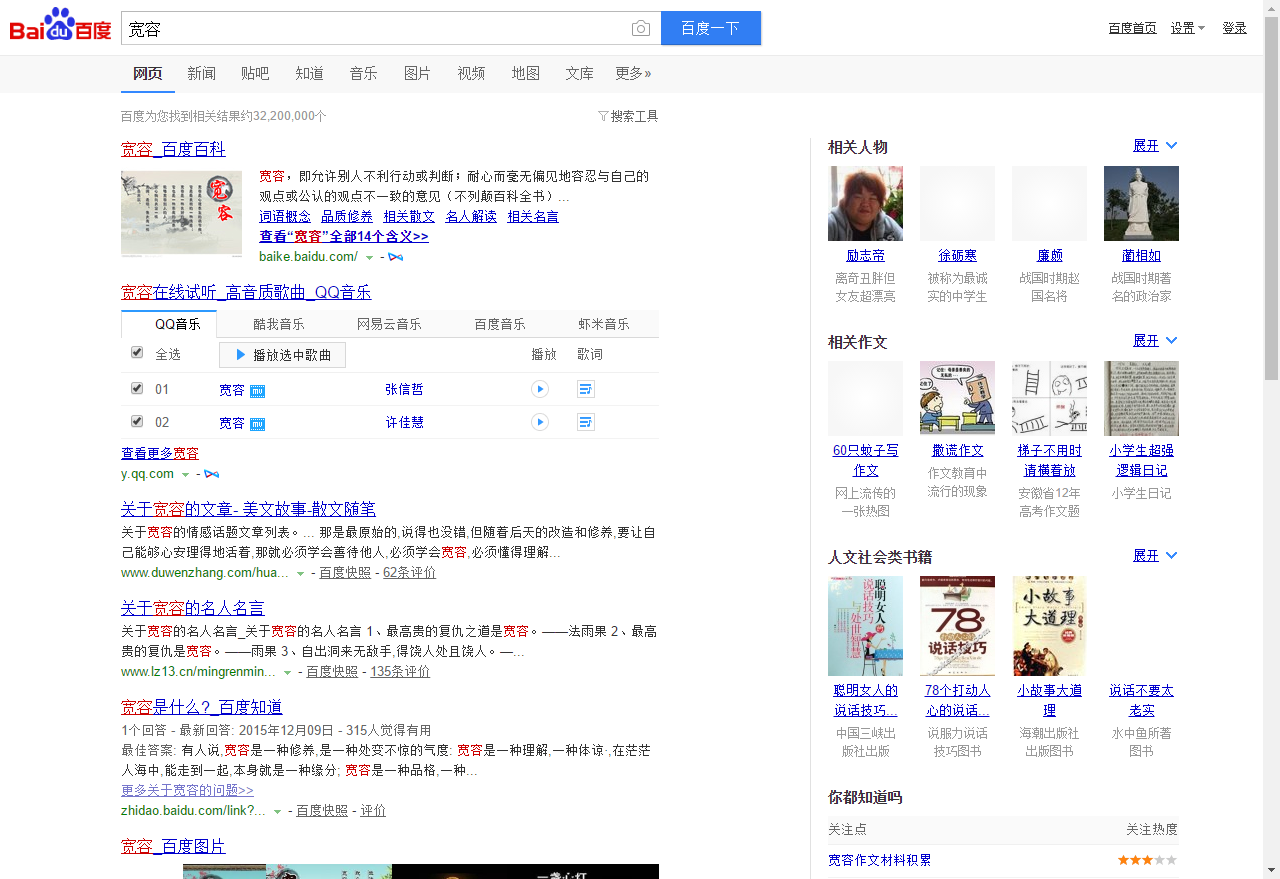 Bai du 百度
宽容
百度一下
百度首页 设置 登录
网页 新闻 贴吧 知道 音乐 图片 视频 地图 文库 更多»
百度为您找到相关结果约32,200,000个
搜索工具
宽容_百度百科
宽容
宽容，即允许别人不利行动或判断；耐心而毫无偏见地容忍与自己的
观点或公认的观点不一致的意见（不列颠百科全书）...
词语概念 品质修养 相关散文 名人解读 相关名言
查看“宽容”全部14个含义>>
baike.baidu.com/ -
宽容在线试听_高音质歌曲_QQ音乐
QQ音乐 酷我音乐 网易云音乐 百度音乐 虾米音乐
全选 播放选中歌曲 播放 歌词
01 宽容 MV 张信哲
02 宽容 MV 许佳慧
查看更多宽容
y.qq.com -
关于宽容的文章- 美文故事-散文随笔
关于宽容的情感话题文章列表。... 那是最原始的,说得也没错,但随着后天的改造和修养,要让自
己能够心安理得地活着,那就必须学会善待他人,必须学会宽容,必须懂得理解...
www.duwenzhang.com/hua... - 百度快照 - 62条评价
关于宽容的名人名言
关于宽容的名人名言_关于宽容的名人名言 1、最高贵的复仇之道是宽容。——法雨果 2、最高
贵的复仇是宽容。——雨果 3、自出洞来无敌手,得饶人处且饶人。—...
www.lz13.cn/mingrenmin... - 百度快照 - 135条评价
宽容是什么?_百度知道
1个回答 - 最新回答: 2015年12月09日 - 315人觉得有用
最佳答案: 有人说,宽容是一种修养,是一种处变不惊的气度: 宽容是一种理解,一种体谅·,在茫茫
人海中,能走到一起,本身就是一种缘分; 宽容是一种品格,一种...
更多关于宽容的问题>>
zhidao.baidu.com/link?... - 百度快照 - 评价
宽容_百度图片
相关人物 展开
励志帝 徐砺寒 廉颇 蔺相如
离奇丑胖但 被称为最诚 战国时期赵 战国时期著
女友超漂亮 实的中学生 国名将 名的政治家
相关作文 展开
60只蚊子写 撒谎作文 梯子不用时 小学生超强
作文 请横着放 逻辑日记
网上流传的 作文教育中 安徽省12年 小学生日记
一张热图 流行的现象 高考作文题
人文社会类书籍 展开
聪明女人的
说话技巧
与处世智慧
78
说话技巧
小故事
大道理
聪明女人的 78个打动人 小故事大道 说话不要太
说话技巧... 心的说话... 理 老实
中国三峡出 说服力说话 海潮出版社 水中鱼所著
版社出版 技巧图书 出版图书 图书
你都知道吗
关注点 关注热度
宽容作文材料积累